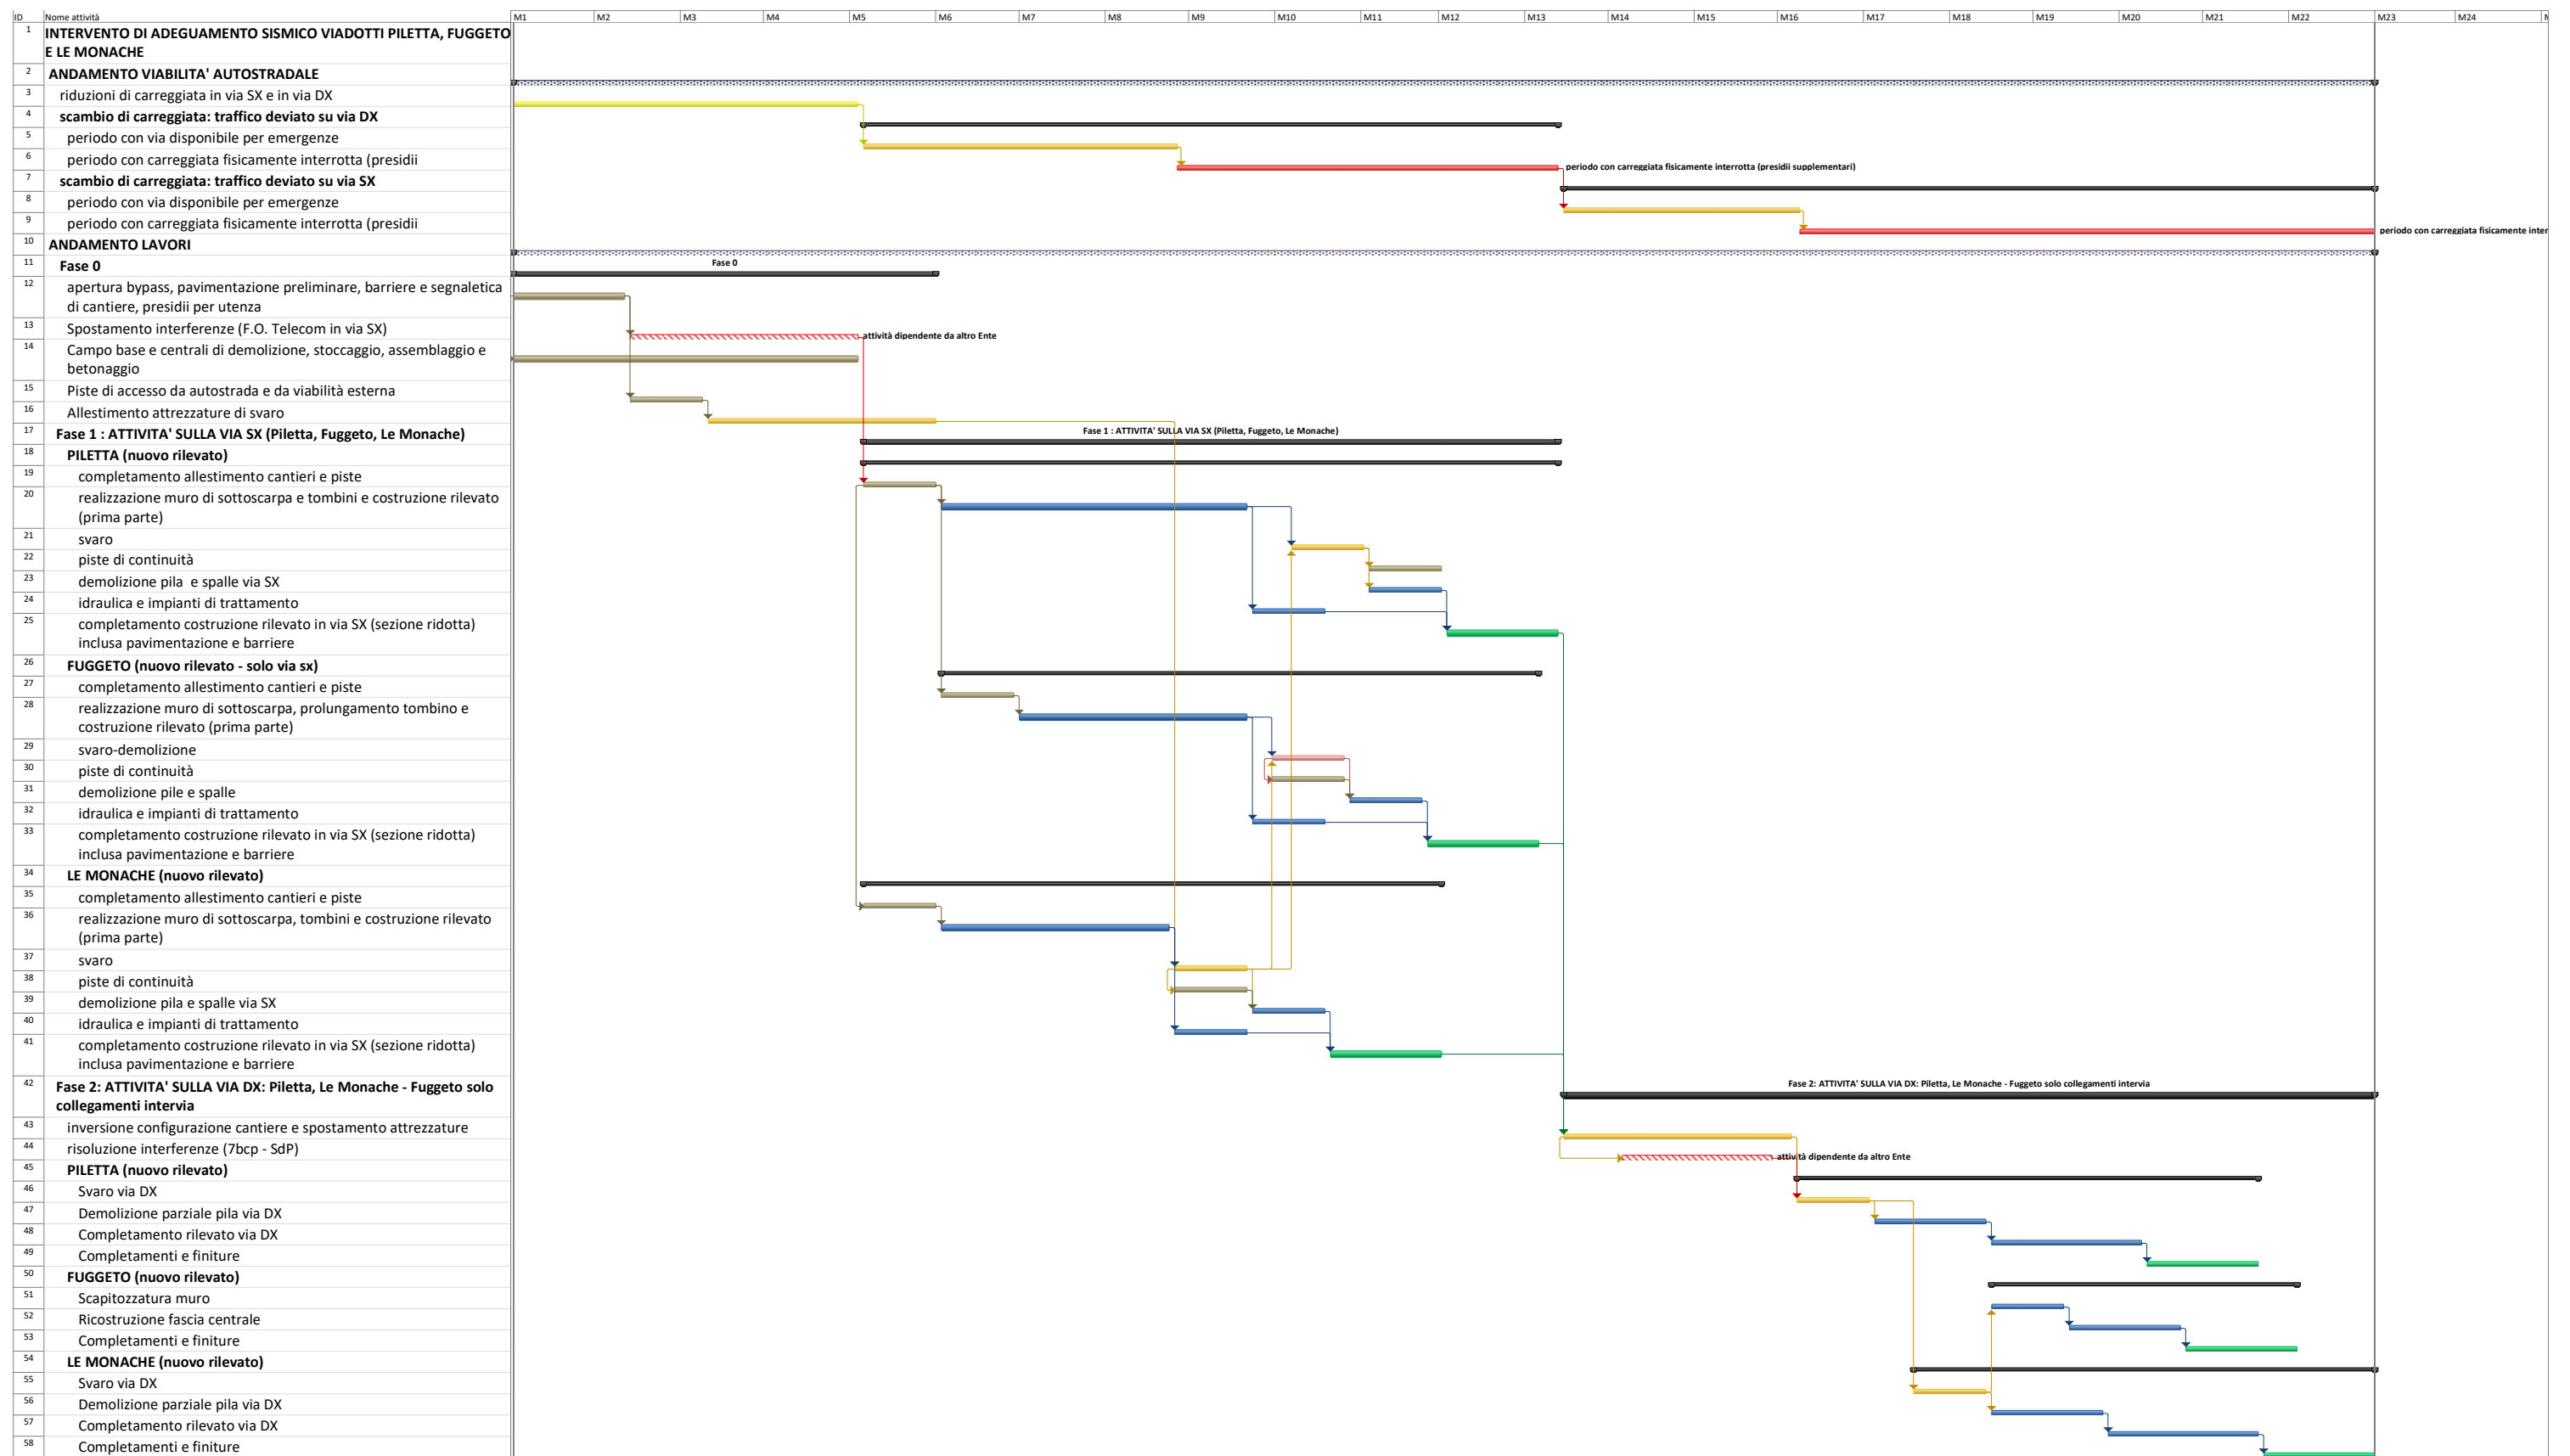 ID Nome attività M1 M2 M3 M4 M5 M6 M7 M8 M9 M10 M11 M12 M13 M14 M15 M16 M17 M18 M19 M20 M21 M22 M23 M24
1 INTERVENTO DI ADEGUAMENTO SISMICO VIADOTTI PILETTA, FUGGETO
E LE MONACHE
2 ANDAMENTO VIABILITA' AUTOSTRADALE
3 riduzioni di carreggiata in via SX e in via DX
4 scambio di carreggiata: traffico deviato su via DX
5 periodo con via disponibile per emergenze
6 periodo con carreggiata fisicamente interrotta (presidii
periodo con carreggiata fisicamente interrotta (presidii supplementari)
7 scambio di carreggiata: traffico deviato su via SX
8 periodo con via disponibile per emergenze
9 periodo con carreggiata fisicamente interrotta (presidii
periodo con carreggiata fisicamente inter
10 ANDAMENTO LAVORI
11 Fase 0
Fase 0
12 apertura bypass, pavimentazione preliminare, barriere e segnaletica
di cantiere, presidii per utenza
13 Spostamento interferenze (F.O. Telecom in via SX)
attività dipendente da altro Ente
14 Campo base e centrali di demolizione, stoccaggio, assemblaggio e
betonaggio
15 Piste di accesso da autostrada e da viabilità esterna
16 Allestimento attrezzature di svaro
17 Fase 1 : ATTIVITA' SULLA VIA SX (Piletta, Fuggeto, Le Monache)
Fase 1 : ATTIVITA' SULLA VIA SX (Piletta, Fuggeto, Le Monache)
18 PILETTA (nuovo rilevato)
19 completamento allestimento cantieri e piste
20 realizzazione muro di sottoscarpa e tombini e costruzione rilevato
(prima parte)
21 svaro
22 piste di continuità
23 demolizione pila e spalle via SX
24 idraulica e impianti di trattamento
25 completamento costruzione rilevato in via SX (sezione ridotta)
inclusa pavimentazione e barriere
26 FUGGETO (nuovo rilevato - solo via sx)
27 completamento allestimento cantieri e piste
28 realizzazione muro di sottoscarpa, prolungamento tombino e
costruzione rilevato (prima parte)
29 svaro-demolizione
30 piste di continuità
31 demolizione pile e spalle
32 idraulica e impianti di trattamento
33 completamento costruzione rilevato in via SX (sezione ridotta)
inclusa pavimentazione e barriere
34 LE MONACHE (nuovo rilevato)
35 completamento allestimento cantieri e piste
36 realizzazione muro di sottoscarpa, tombini e costruzione rilevato
(prima parte)
37 svaro
38 piste di continuità
39 demolizione pila e spalle via SX
40 idraulica e impianti di trattamento
41 completamento costruzione rilevato in via SX (sezione ridotta)
inclusa pavimentazione e barriere
42 Fase 2: ATTIVITA' SULLA VIA DX: Piletta, Le Monache - Fuggeto solo
collegamenti intervia
Fase 2: ATTIVITA' SULLA VIA DX: Piletta, Le Monache - Fuggeto solo collegamenti intervia
43 inversione configurazione cantiere e spostamento attrezzature
44 risoluzione interferenze (7bcp - SdP)
attività dipendente da altro Ente
45 PILETTA (nuovo rilevato)
46 Svaro via DX
47 Demolizione parziale pila via DX
48 Completamento rilevato via DX
49 Completamenti e finiture
50 FUGGETO (nuovo rilevato)
51 Scapitozzatura muro
52 Ricostruzione fascia centrale
53 Completamenti e finiture
54 LE MONACHE (nuovo rilevato)
55 Svaro via DX
56 Demolizione parziale pila via DX
57 Completamento rilevato via DX
58 Completamenti e finiture